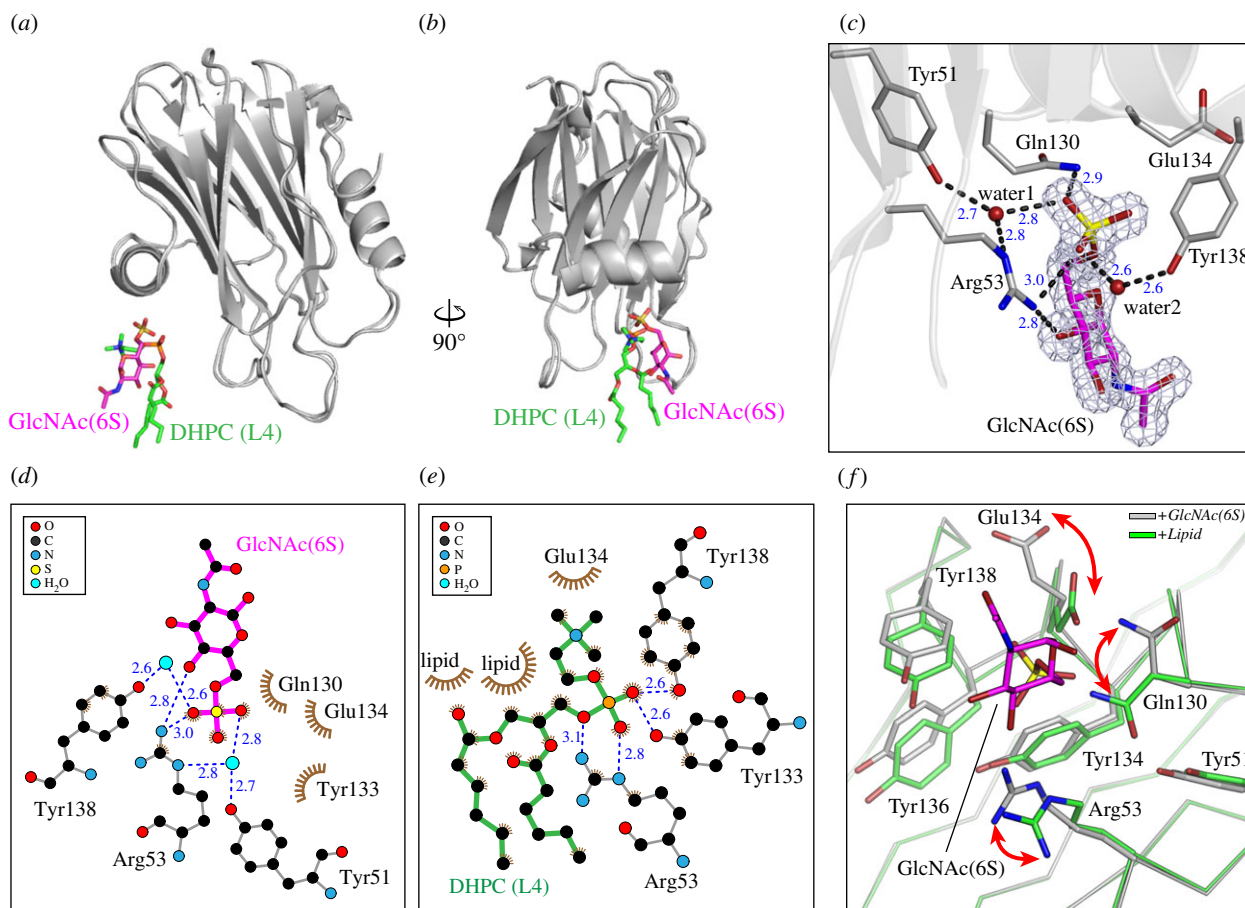 (a)
GlcNAc(6S)
DHPC (L4)
90°
(b)
DHPC (L4)
GlcNAc(6S)
(c)
Tyr51
Gln130
Glu134
2.9
water1
2.7
2.8
2.8
Tyr138
Arg53
3.0
2.6
2.6
water2
2.8
GlcNAc(6S)
(d)
O
C
N
S
H₂O
GlcNAc(6S)
2.6
2.6
2.8
3.0
2.8
2.8
2.7
Gln130
Glu134
Tyr133
Tyr138
Arg53
Tyr51
(e)
O
C
N
P
H₂O
Glu134
Tyr138
lipid
lipid
2.6
2.6
3.1
2.8
Tyr133
Arg53
DHPC (L4)
(f)
+GlcNAc(6S)
+Lipid
Glu134
Tyr138
Gln130
Tyr134
Tyr51
Tyr136
Arg53
GlcNAc(6S)